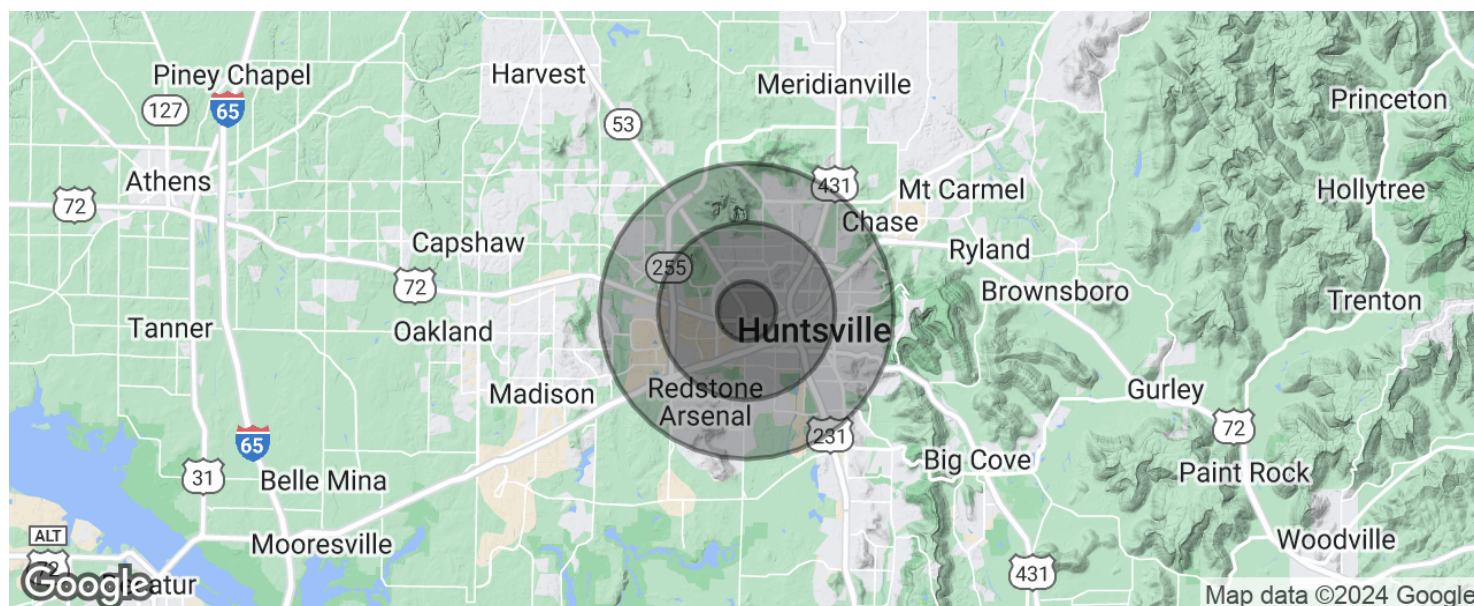 Piney Chapel
Harvest
Meridianville
Princeton
127
65
53
Athens
431
Mt Carmel
Hollytree
72
Chase
Capshaw
Ryland
255
72
Brownsboro
Trenton
Tanner
Oakland
Huntsville
Madison
Redstone
Arsenal
Gurley
65
231
72
31
Belle Mina
Big Cove
Paint Rock
ALT
Mooresville
Woodville
431
Google
Map data ©2024 Google